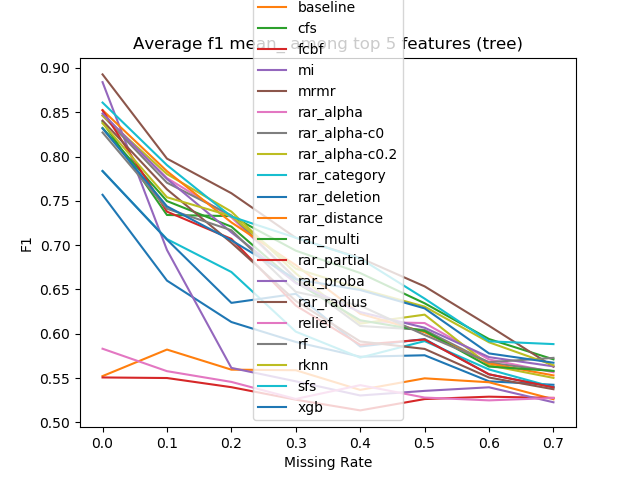 baseline
cfs
Average f1 mean_ among top 5 features (tree)
fcbf
mi
mrmr
rar_alpha
rar_alpha-c0
rar_alpha-c0.2
rar_category
rar_deletion
rar_distance
rar_multi
rar_partial
rar_proba
rar_radius
relief
rf
rknn
sfs
xgb
F1
0.90
0.85
0.80
0.75
0.70
0.65
0.60
0.55
0.50
0.0 0.1 0.2 0.3 0.4 0.5 0.6 0.7
Missing Rate